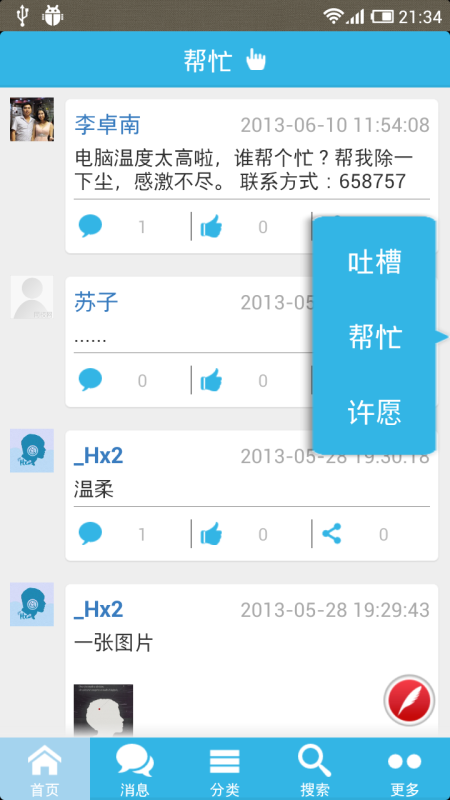 21:34
帮忙
李卓南 2013-06-10 11:54:08
电脑温度太高啦，谁帮个忙？帮我除一
下尘，感激不尽。 联系方式：658757
1 0
吐槽
帮忙
许愿
苏子 2013-05
......
0 0
_Hx2 2013-05-28 19:30:18
温柔
1 0 0
_Hx2 2013-05-28 19:29:43
一张图片
首页 消息 分类 搜索 更多